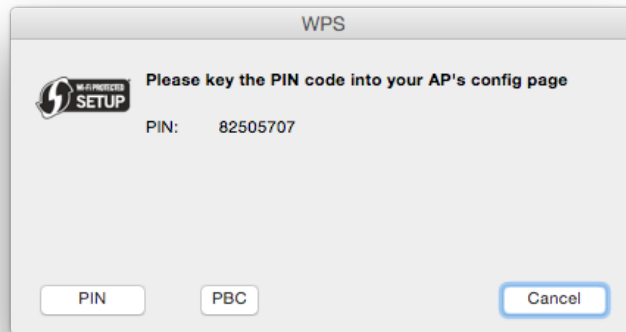 WPS
Wi-Fi PROTECTED
SETUP
Please key the PIN code into your AP's config page
PIN: 82505707
PIN PBC Cancel